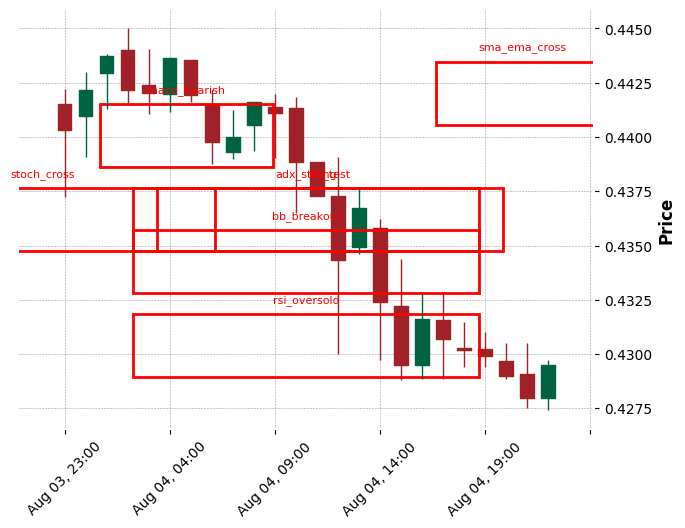 0.4450
sma_ema_cross
0.4425
0.4400
stoch_cross
0.4375
Price
bb_breakout
0.4350
0.4325
rsi_oversold
0.4300
0.4275
Aug 03, 23:00
Aug 04, 04:00
Aug 04, 09:00
Aug 04, 14:00
Aug 04, 19:00